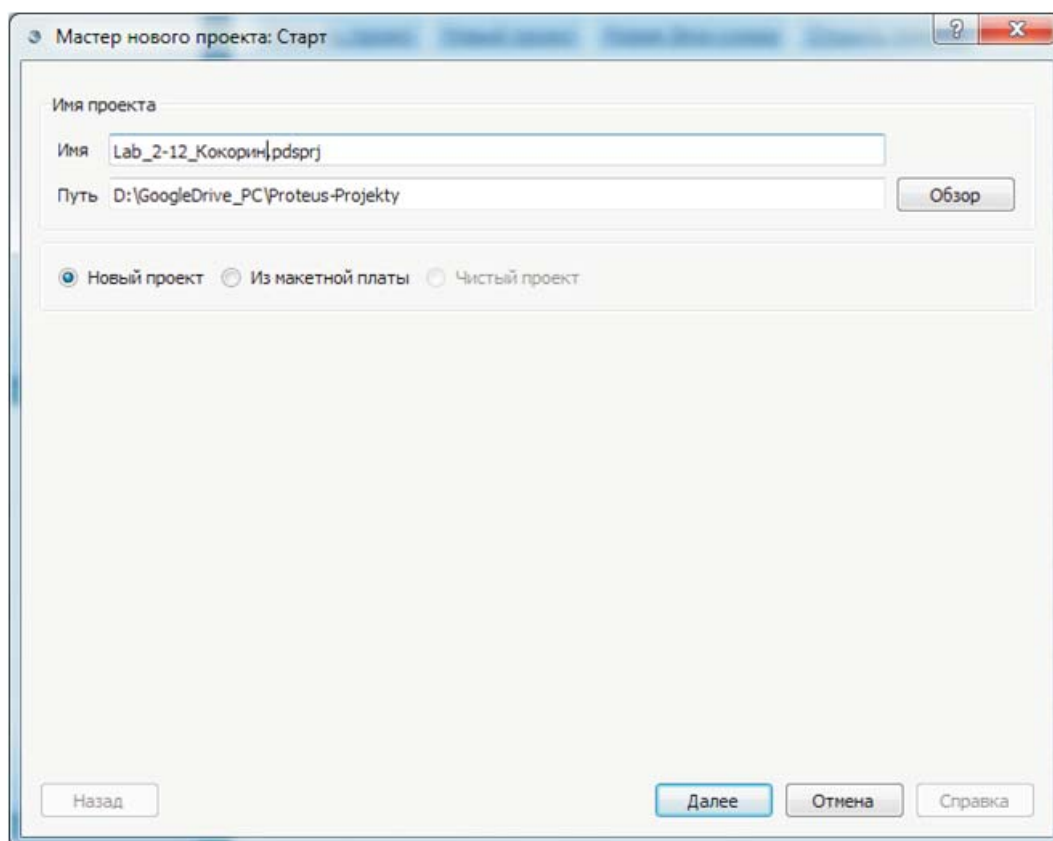 Мастер нового проекта: Старт
Имя проекта
Имя Lab_2-12_Кокорин.pdsprj
Путь D:\GoogleDrive_PC\Proteus-Projekty Обзор
Новый проект Из макетной платы Чистый проект
Назад Далее Отмена Справка